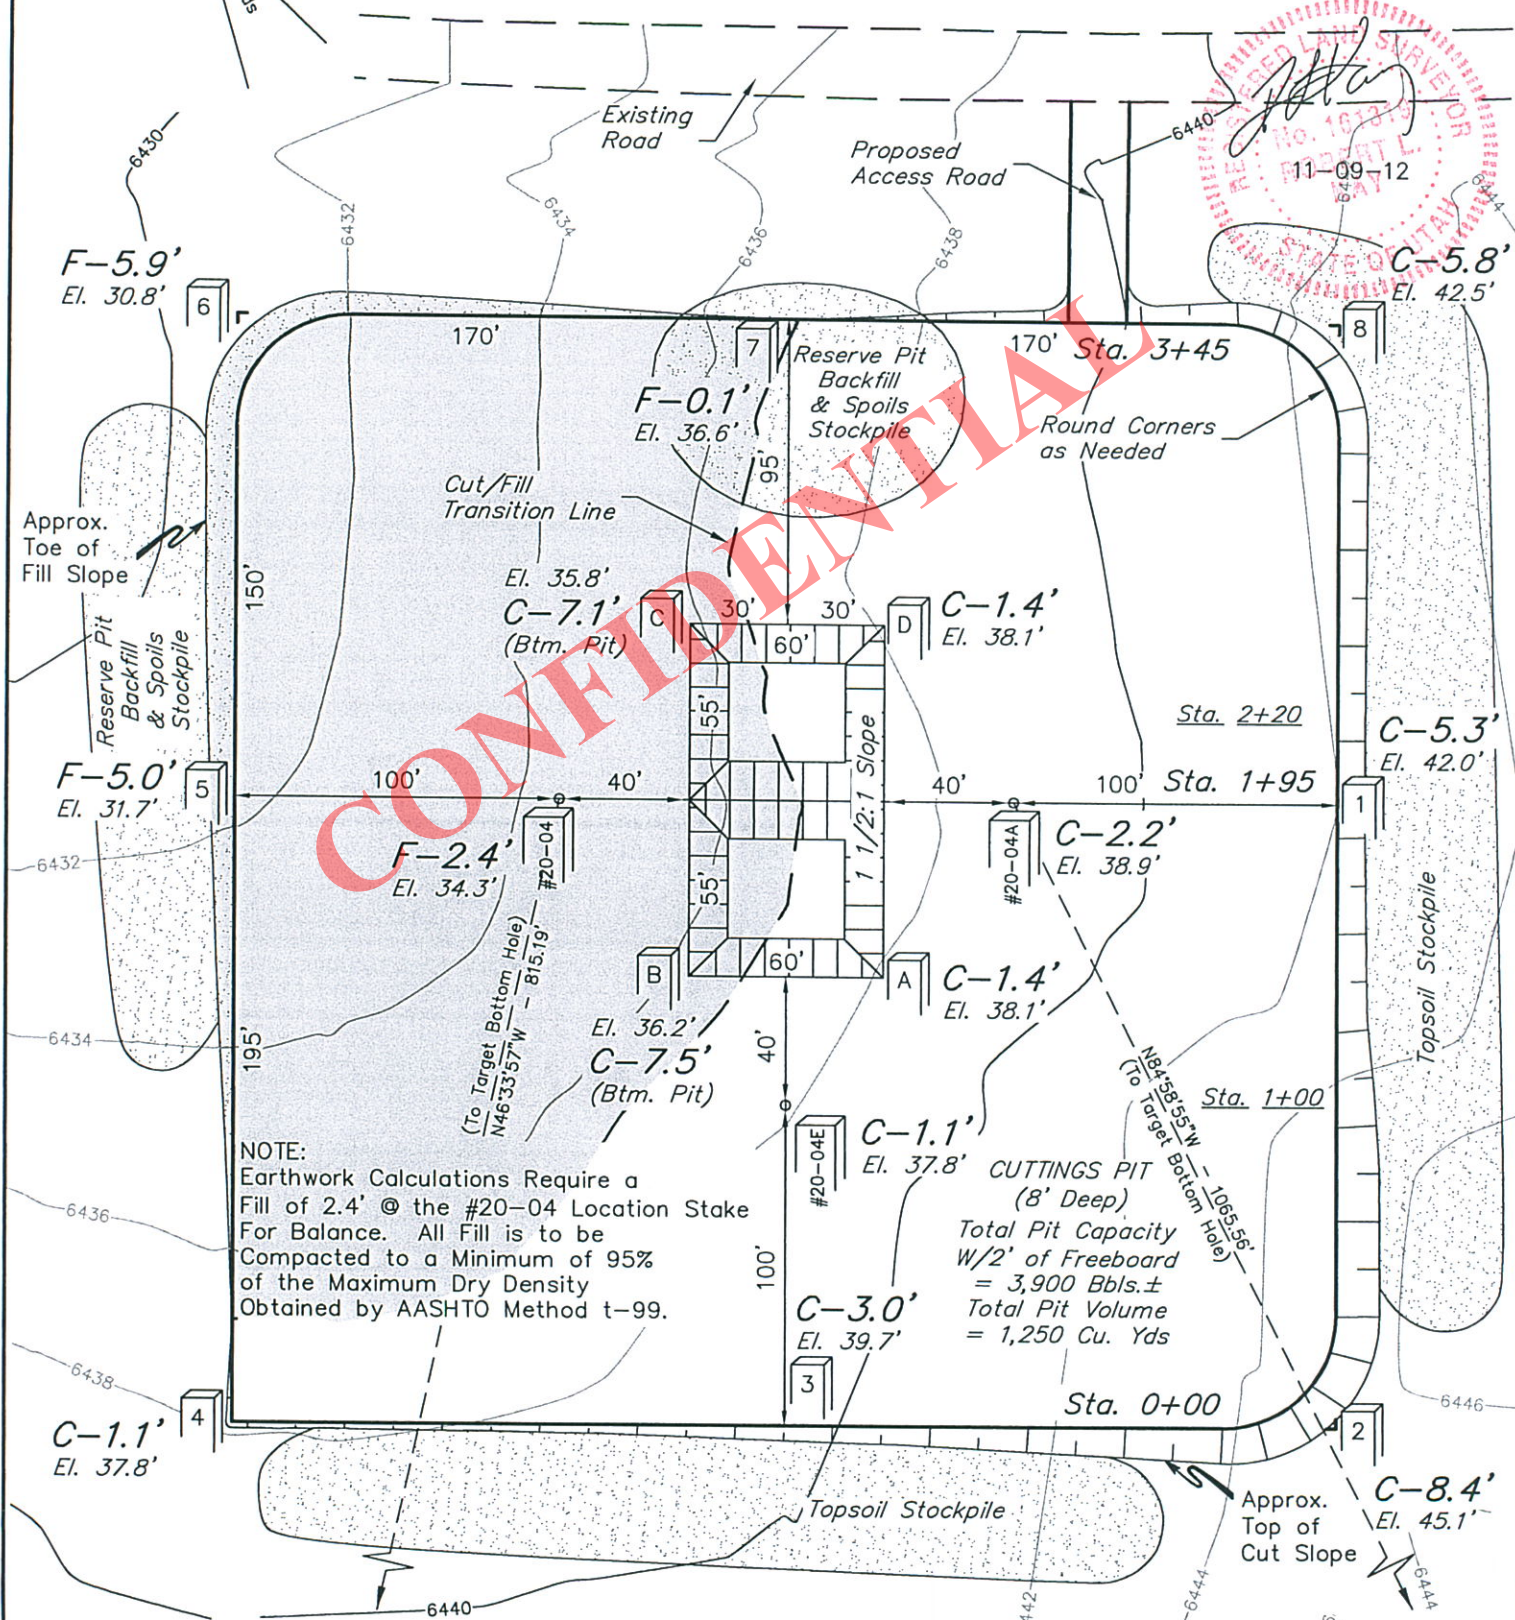 Existing
Road
Proposed
Access Road
REGISTERED LAND SURVEYOR
ROBERT L.
STATE OF UTAH
11-09-12
6430
6432
6434
6436
6438
6440
6444
F-5.9'
El. 30.8'
6
C-5.8'
El. 42.5'
8
170'
7
Reserve Pit
Backfill
& Spoils
Stockpile
170'
Sta. 3+45
F-0.1'
El. 36.6'
95'
Round Corners
as Needed
Cut/Fill
Transition Line
Approx.
Toe of
Fill Slope
150'
El. 35.8'
C-7.1'
(Btm. Pit)
C
30'
30'
60'
D
C-1.4'
El. 38.1'
Reserve Pit
Backfill
& Spoils
Stockpile
CONFIDENTIAL
55'
1 1/2:1 Slope
Sta. 2+20
C-5.3'
El. 42.0'
F-5.0'
El. 31.7'
5
100'
40'
40'
100'
Sta. 1+95
1
6432
F-2.4'
El. 34.3'
#20-04
C-2.2'
El. 38.9'
#20-04A
55'
Topsoil Stockpile
B
60'
A
C-1.4'
El. 38.1'
(To Target Bottom Hole)
N46°33'57"W - 815.19'
El. 36.2'
C-7.5'
(Btm. Pit)
40'
6434
195'
N84°58'55"W - 1065.56'
(To Target Bottom Hole)
Sta. 1+00
#20-04E
C-1.1'
El. 37.8'
NOTE:
Earthwork Calculations Require a
Fill of 2.4' @ the #20-04 Location Stake
For Balance. All Fill is to be
Compacted to a Minimum of 95%
of the Maximum Dry Density
Obtained by AASHTO Method t-99.
CUTTINGS PIT
(8' Deep)
Total Pit Capacity
W/2' of Freeboard
= 3,900 Bbls.±
Total Pit Volume
= 1,250 Cu. Yds
6436
100'
C-3.0'
El. 39.7'
3
6438
4
C-1.1'
El. 37.8'
Sta. 0+00
6446
2
C-8.4'
El. 45.1'
Topsoil Stockpile
Approx.
Top of
Cut Slope
6440
6444
6444